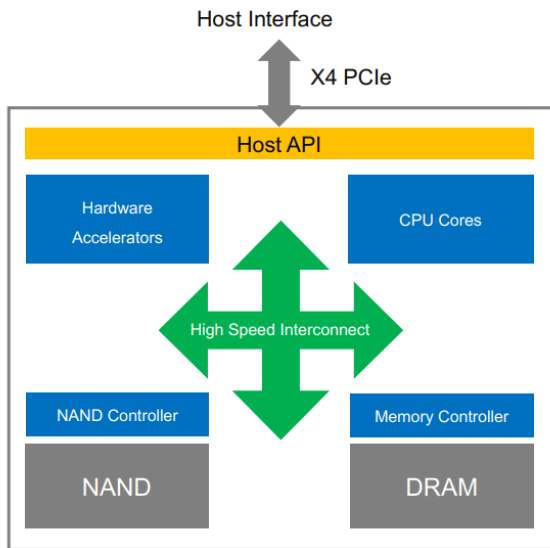 Host Interface
X4 PCIe
Host API
Hardware
Accelerators
CPU Cores
High Speed Interconnect
NAND Controller
Memory Controller
NAND
DRAM